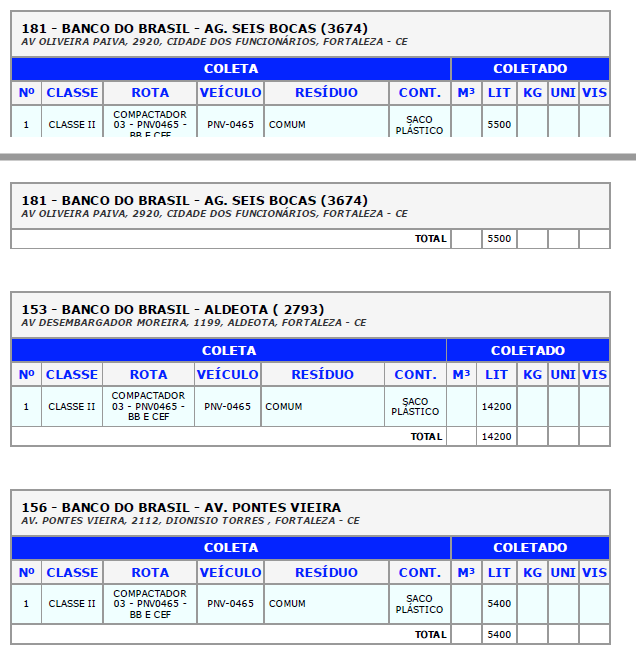 181 - BANCO DO BRASIL - AG. SEIS BOCAS (3674)
AV OLIVEIRA PAIVA, 2920, CIDADE DOS FUNCIONÁRIOS, FORTALEZA - CE
COLETA COLETADO
Nº CLASSE ROTA VEÍCULO RESÍDUO CONT. M³ LIT KG UNI VIS
COMPACTADOR
1 CLASSE II 03 - PNV0465 - PNV-0465 COMUM SACO PLÁSTICO 5500
BB E CEF
181 - BANCO DO BRASIL - AG. SEIS BOCAS (3674)
AV OLIVEIRA PAIVA, 2920, CIDADE DOS FUNCIONÁRIOS, FORTALEZA - CE
TOTAL 5500
153 - BANCO DO BRASIL - ALDEOTA ( 2793)
AV DESEMBARGADOR MOREIRA, 1199, ALDEOTA, FORTALEZA - CE
COLETA COLETADO
Nº CLASSE ROTA VEÍCULO RESÍDUO CONT. M³ LIT KG UNI VIS
COMPACTADOR
1 CLASSE II 03 - PNV0465 - PNV-0465 COMUM SACO PLÁSTICO 14200
BB E CEF
TOTAL 14200
156 - BANCO DO BRASIL - AV. PONTES VIEIRA
AV. PONTES VIEIRA, 2112, DIONISIO TORRES , FORTALEZA - CE
COLETA COLETADO
Nº CLASSE ROTA VEÍCULO RESÍDUO CONT. M³ LIT KG UNI VIS
COMPACTADOR
1 CLASSE II 03 - PNV0465 - PNV-0465 COMUM SACO PLÁSTICO 5400
BB E CEF
TOTAL 5400